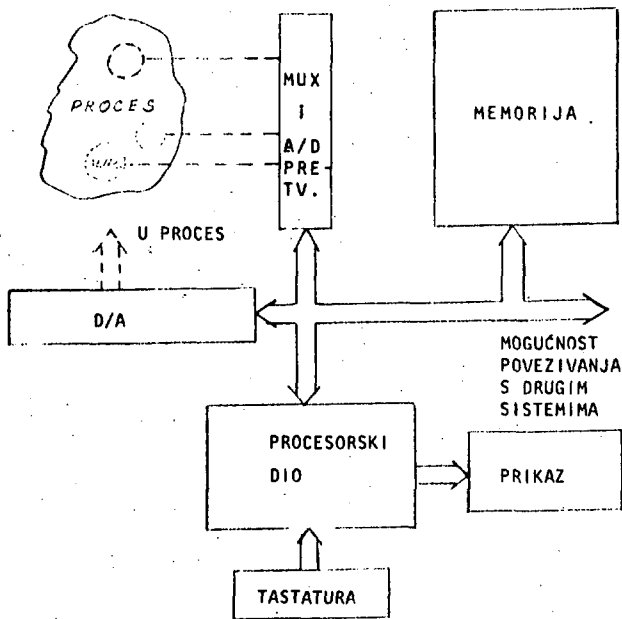 PROCES
MUX
I
A/D
PRE-
TV.
MEMORIJA
U PROCES
D/A
MOGUĆNOST
POVEZIVANJA
S DRUGIM
SISTEMIMA
PROCESORSKI
DIO
PRIKAZ
TASTATURA